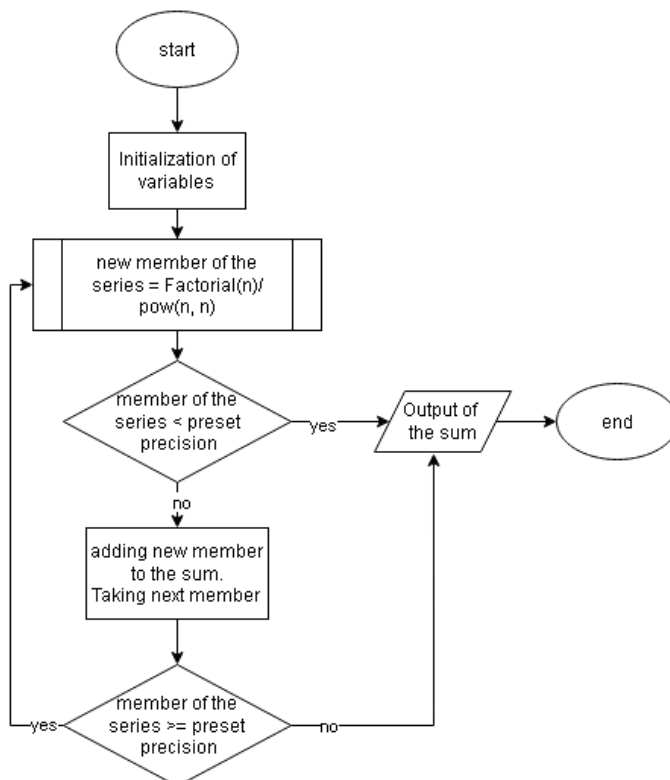 start
Initialization of
variables
new member of the
series = Factorial(n)/
pow(n, n)
member of the
series < preset
precision
yes
Output of
the sum
end
no
adding new member
to the sum.
Taking next member
member of the
series >= preset
precision
yes
no